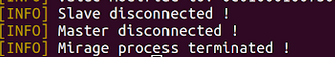 [INFO] Slave disconnected !
[INFO] Master disconnected !
[INFO] Mirage process terminated !